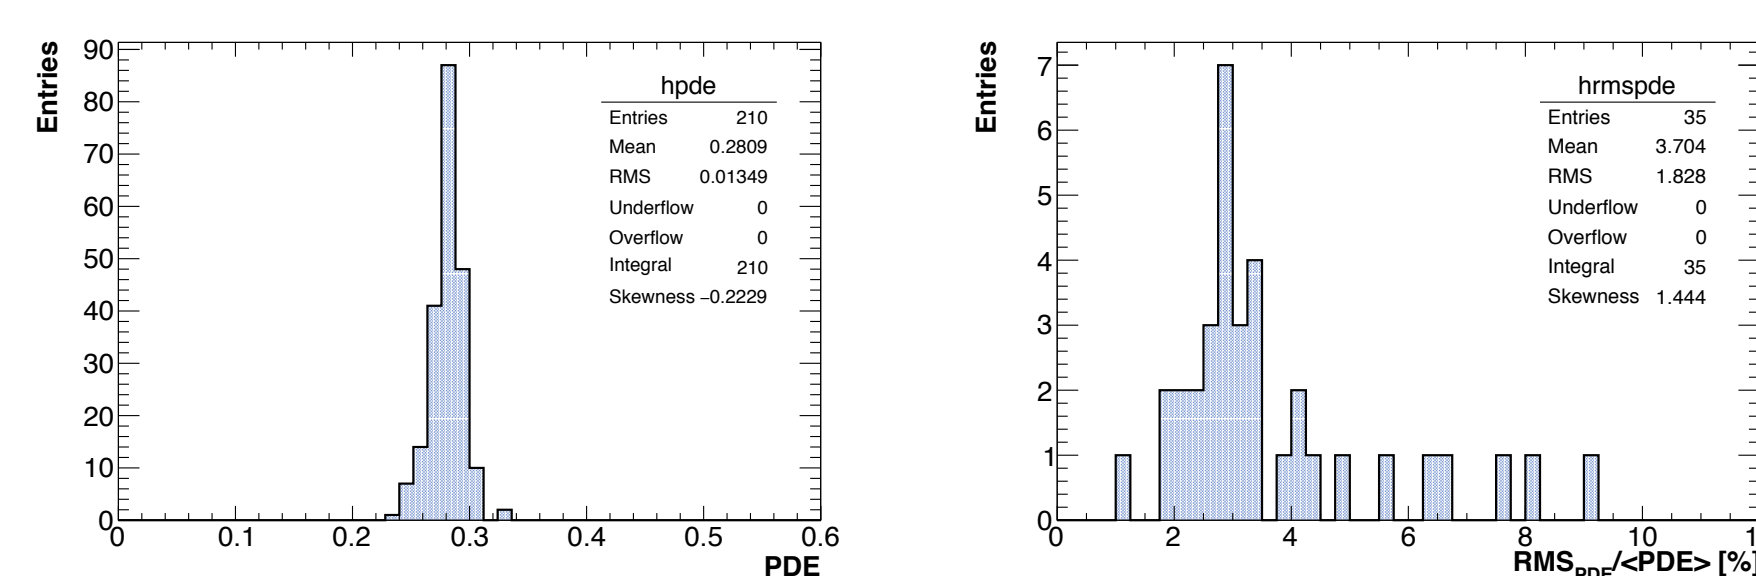 Entries
90
80
70
60
50
40
30
20
10
0
0
0.1
0.2
0.3
0.4
0.5
0.6
PDE
hpde
Entries 210
Mean 0.2809
RMS 0.01349
Underflow 0
Overflow 0
Integral 210
Skewness −0.2229
Entries
7
6
5
4
3
2
1
0
0
2
4
6
8
10
1
RMS_PDE/<PDE> [%]
hrmspde
Entries 35
Mean 3.704
RMS 1.828
Underflow 0
Overflow 0
Integral 35
Skewness 1.444